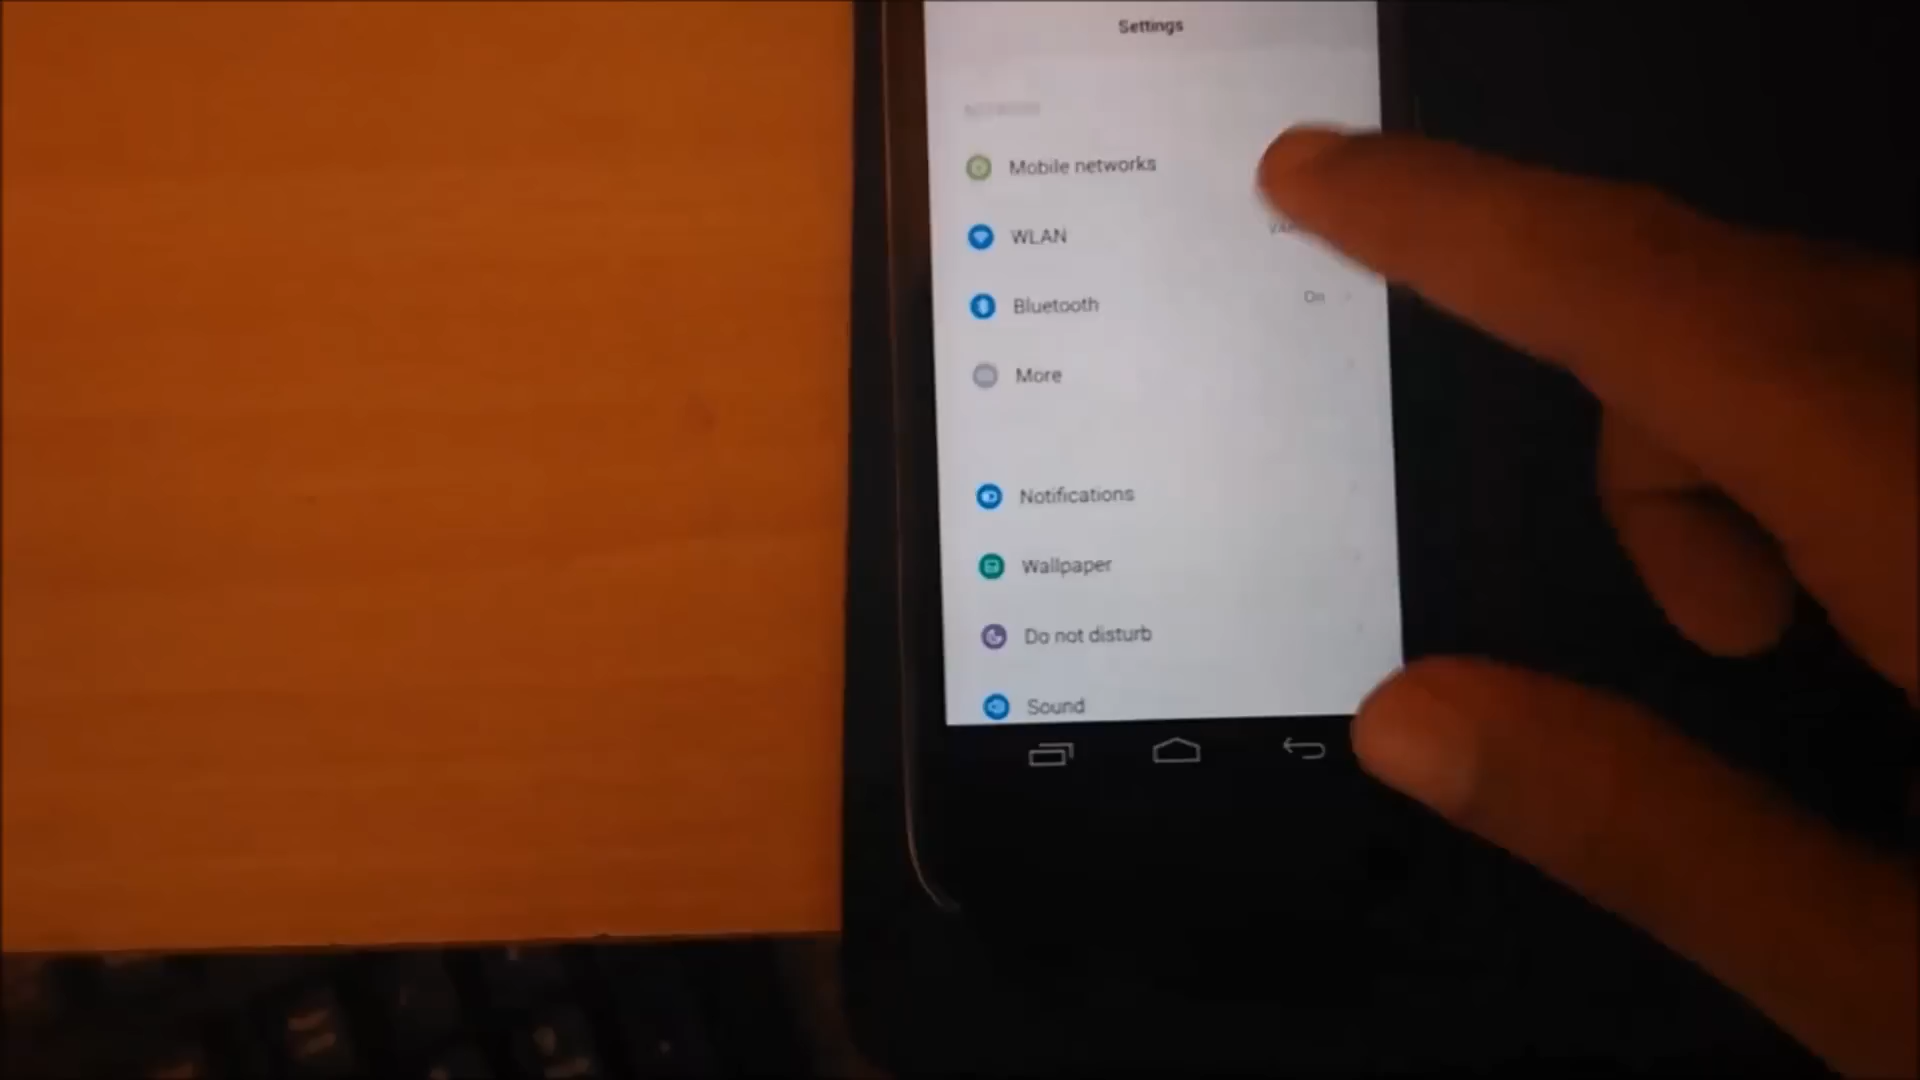 Settings
Mobile networks
WLAN
Bluetooth On
More
Notifications
Wallpaper
Do not disturb
Sound